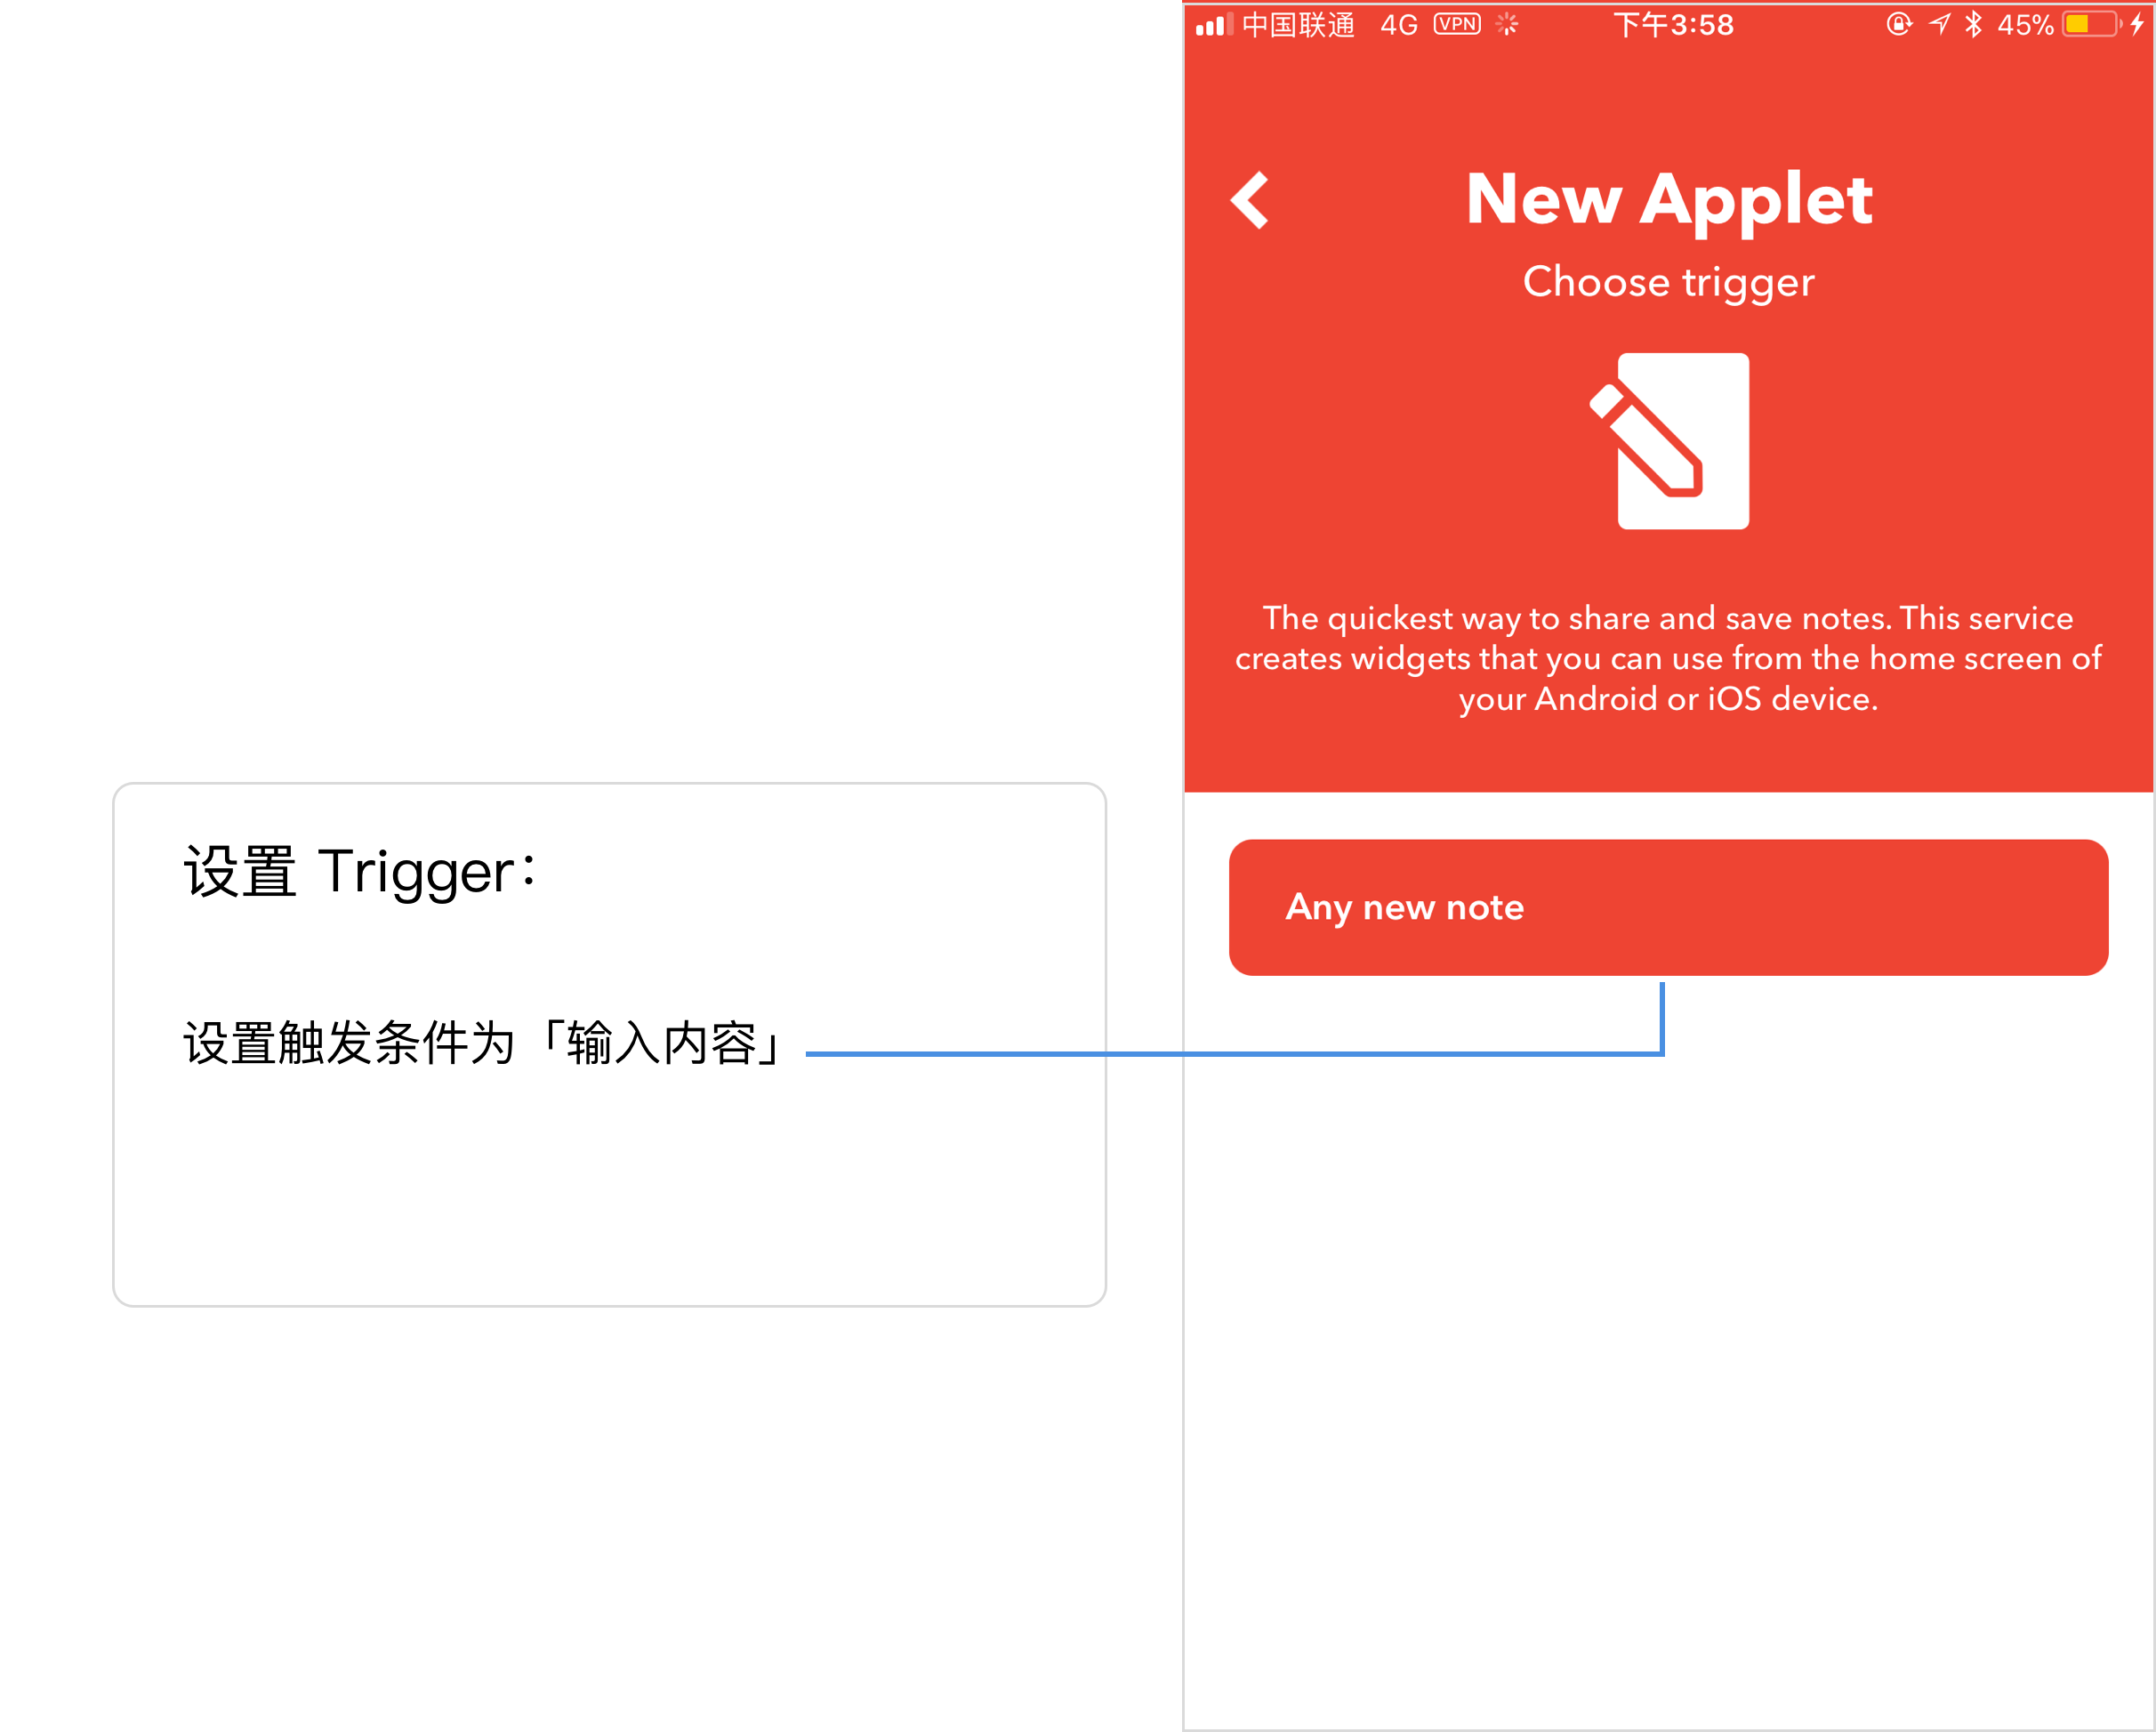 中国联通 4G VPN 下午3:58 45%
New Applet
Choose trigger
The quickest way to share and save notes. This service
creates widgets that you can use from the home screen of
your Android or iOS device.
设置 Trigger：
Any new note
设置触发条件为「输入内容」